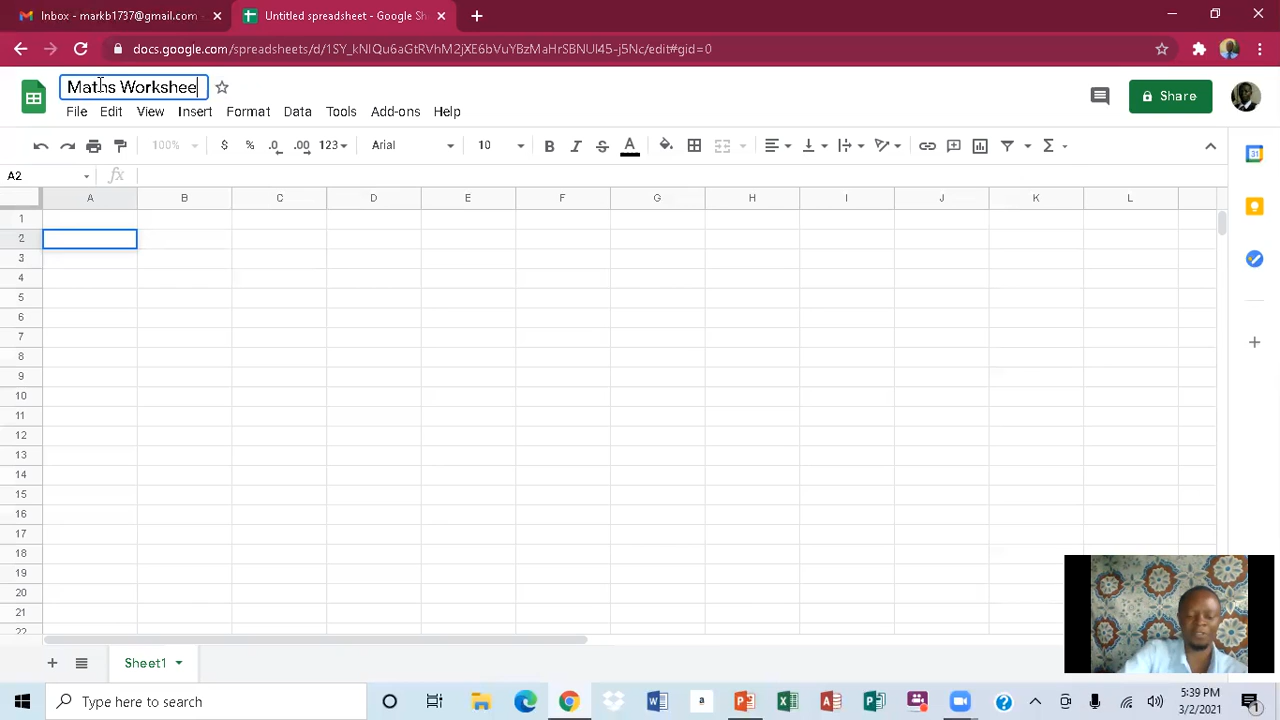 Inbox - markb1737@gmail.com
Untitled spreadsheet - Google Sh
docs.google.com/spreadsheets/d/1SY_kNIQu6aGtRVhM2jXE6bVuYBzMaHrSBNUl45-j5Nc/edit#gid=0
Maths Workshee
File Edit View Insert Format Data Tools Add-ons Help
Share
100% $ % .0 .00 123 Arial 10 B I S A Σ
A2 fx
A B C D E F G H I J K L
1
2
3
4
5
6
7
8
9
10
11
12
13
14
15
16
17
18
19
20
21
22
Sheet1
Type here to search
5:39 PM
3/2/2021